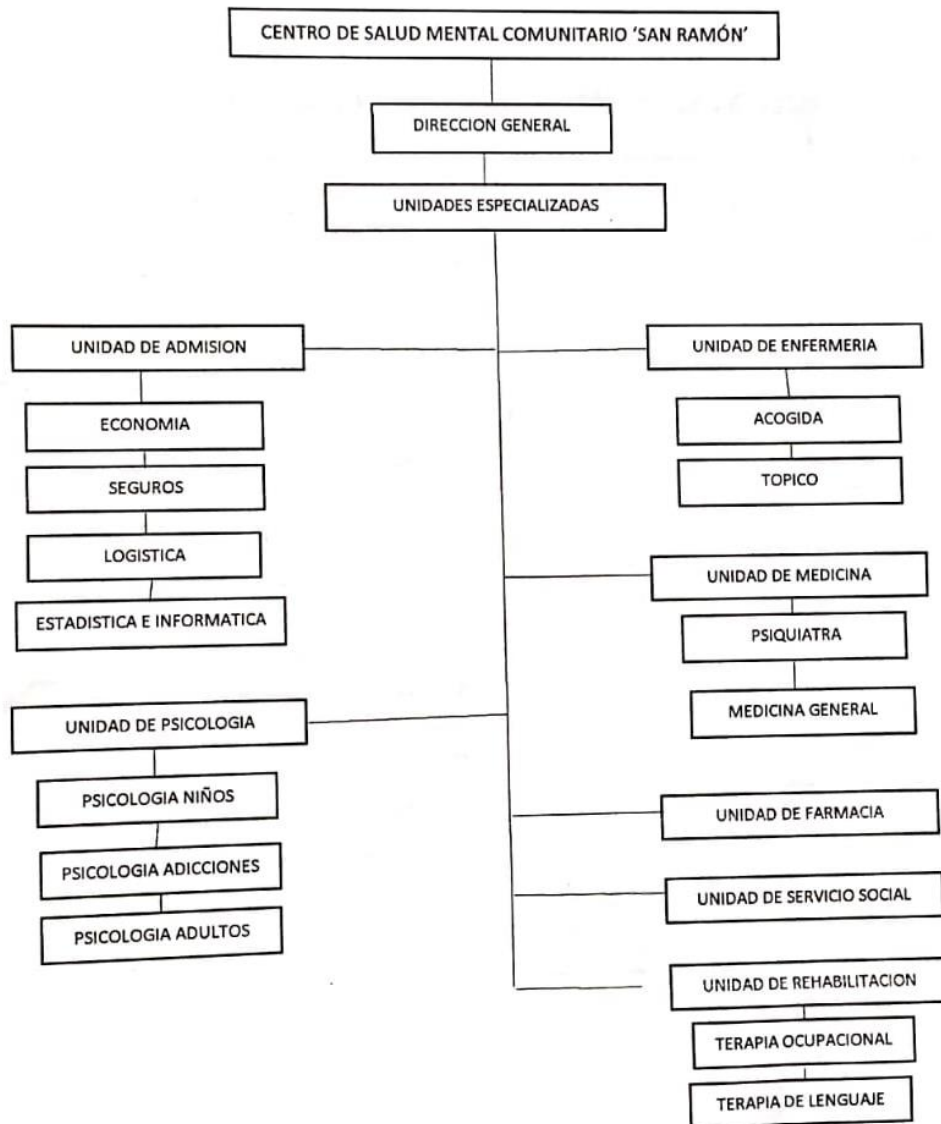 CENTRO DE SALUD MENTAL COMUNITARIO ‘SAN RAMÓN’
DIRECCION GENERAL
UNIDADES ESPECIALIZADAS
UNIDAD DE ADMISION
ECONOMIA
SEGUROS
LOGISTICA
ESTADISTICA E INFORMATICA
UNIDAD DE PSICOLOGIA
PSICOLOGIA NIÑOS
PSICOLOGIA ADICCIONES
PSICOLOGIA ADULTOS
UNIDAD DE ENFERMERIA
ACOGIDA
TOPICO
UNIDAD DE MEDICINA
PSIQUIATRA
MEDICINA GENERAL
UNIDAD DE FARMACIA
UNIDAD DE SERVICIO SOCIAL
UNIDAD DE REHABILITACION
TERAPIA OCUPACIONAL
TERAPIA DE LENGUAJE